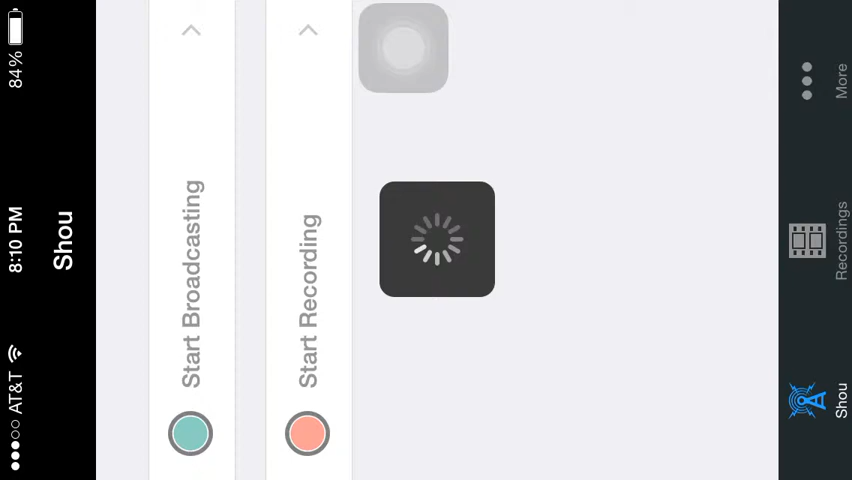 AT&T 8:10 PM 84%
Shou
Start Broadcasting
Start Recording
Shou Recordings More